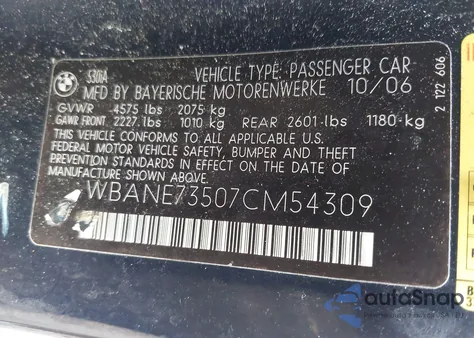 530iA VEHICLE TYPE: PASSENGER CAR
MFD BY BAYERISCHE MOTORENWERKE 10/06
GVWR 4575 lbs 2075 kg
GAWR FRONT 2227 lbs 1010 kg REAR 2601 lbs 1180 kg
THIS VEHICLE CONFORMS TO ALL APPLICABLE U.S.
FEDERAL MOTOR VEHICLE SAFETY, BUMPER AND THEFT
PREVENTION STANDARDS IN EFFECT ON THE DATE OF
MANUFACTURE SHOWN ABOVE.
WBANE73507CM54309
2 122 606
autoSnap